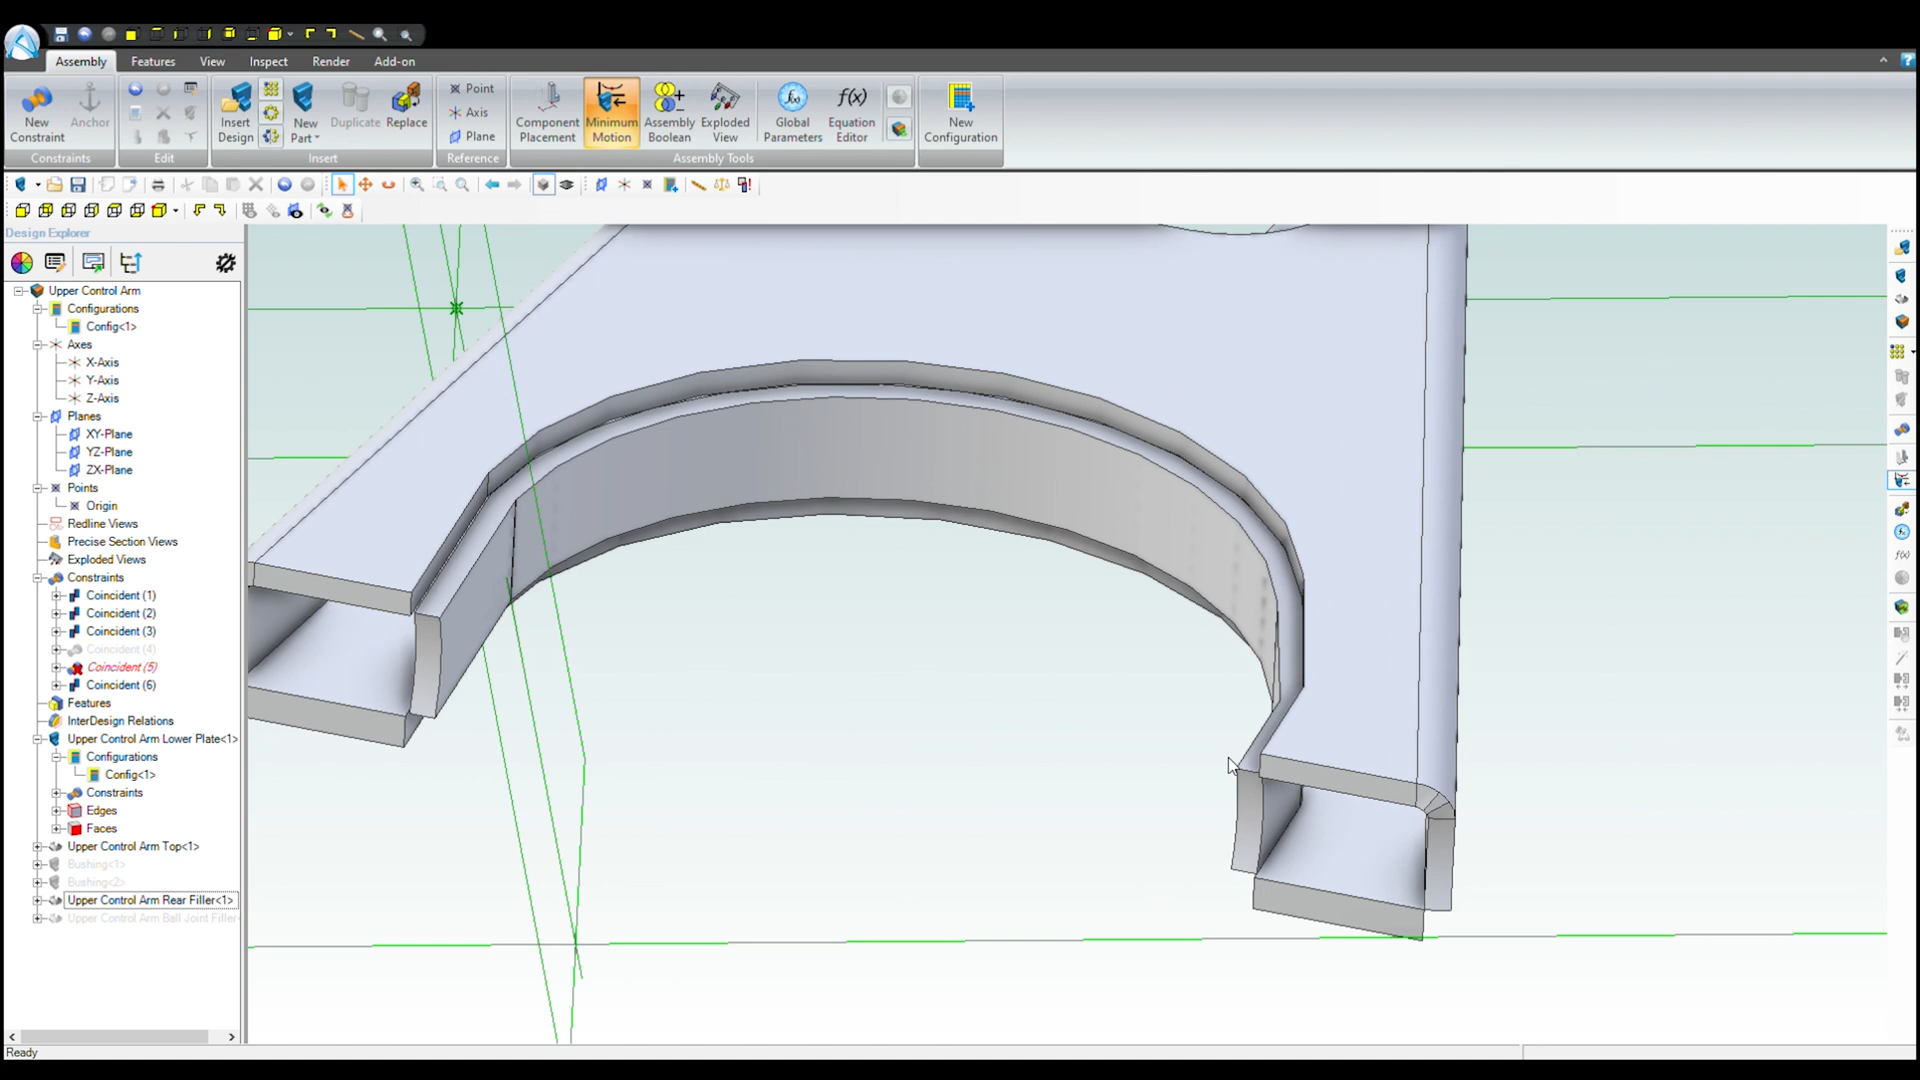 Assembly Features View Inspect Render Add-on
New Constraint
Anchor
Constraints
Edit
Insert Design
New Part
Duplicate
Replace
Insert
Point
Axis
Plane
Reference
Component Placement
Minimum Motion
Assembly Boolean
Exploded View
f(x)
Global Parameters
Equation Editor
Assembly Tools
New Configuration
Design Explorer
Upper Control Arm
Configurations
Config<1>
Axes
X-Axis
Y-Axis
Z-Axis
Planes
XY-Plane
YZ-Plane
ZX-Plane
Points
Origin
Redline Views
Precise Section Views
Exploded Views
Constraints
Coincident (1)
Coincident (2)
Coincident (3)
Coincident (4)
Coincident (5)
Coincident (6)
Features
InterDesign Relations
Upper Control Arm Lower Plate<1>
Configurations
Config<1>
Constraints
Edges
Faces
Upper Control Arm Top<1>
Bushing<1>
Bushing<2>
Upper Control Arm Rear Filler<1>
Upper Control Arm Ball Joint Filler
Ready